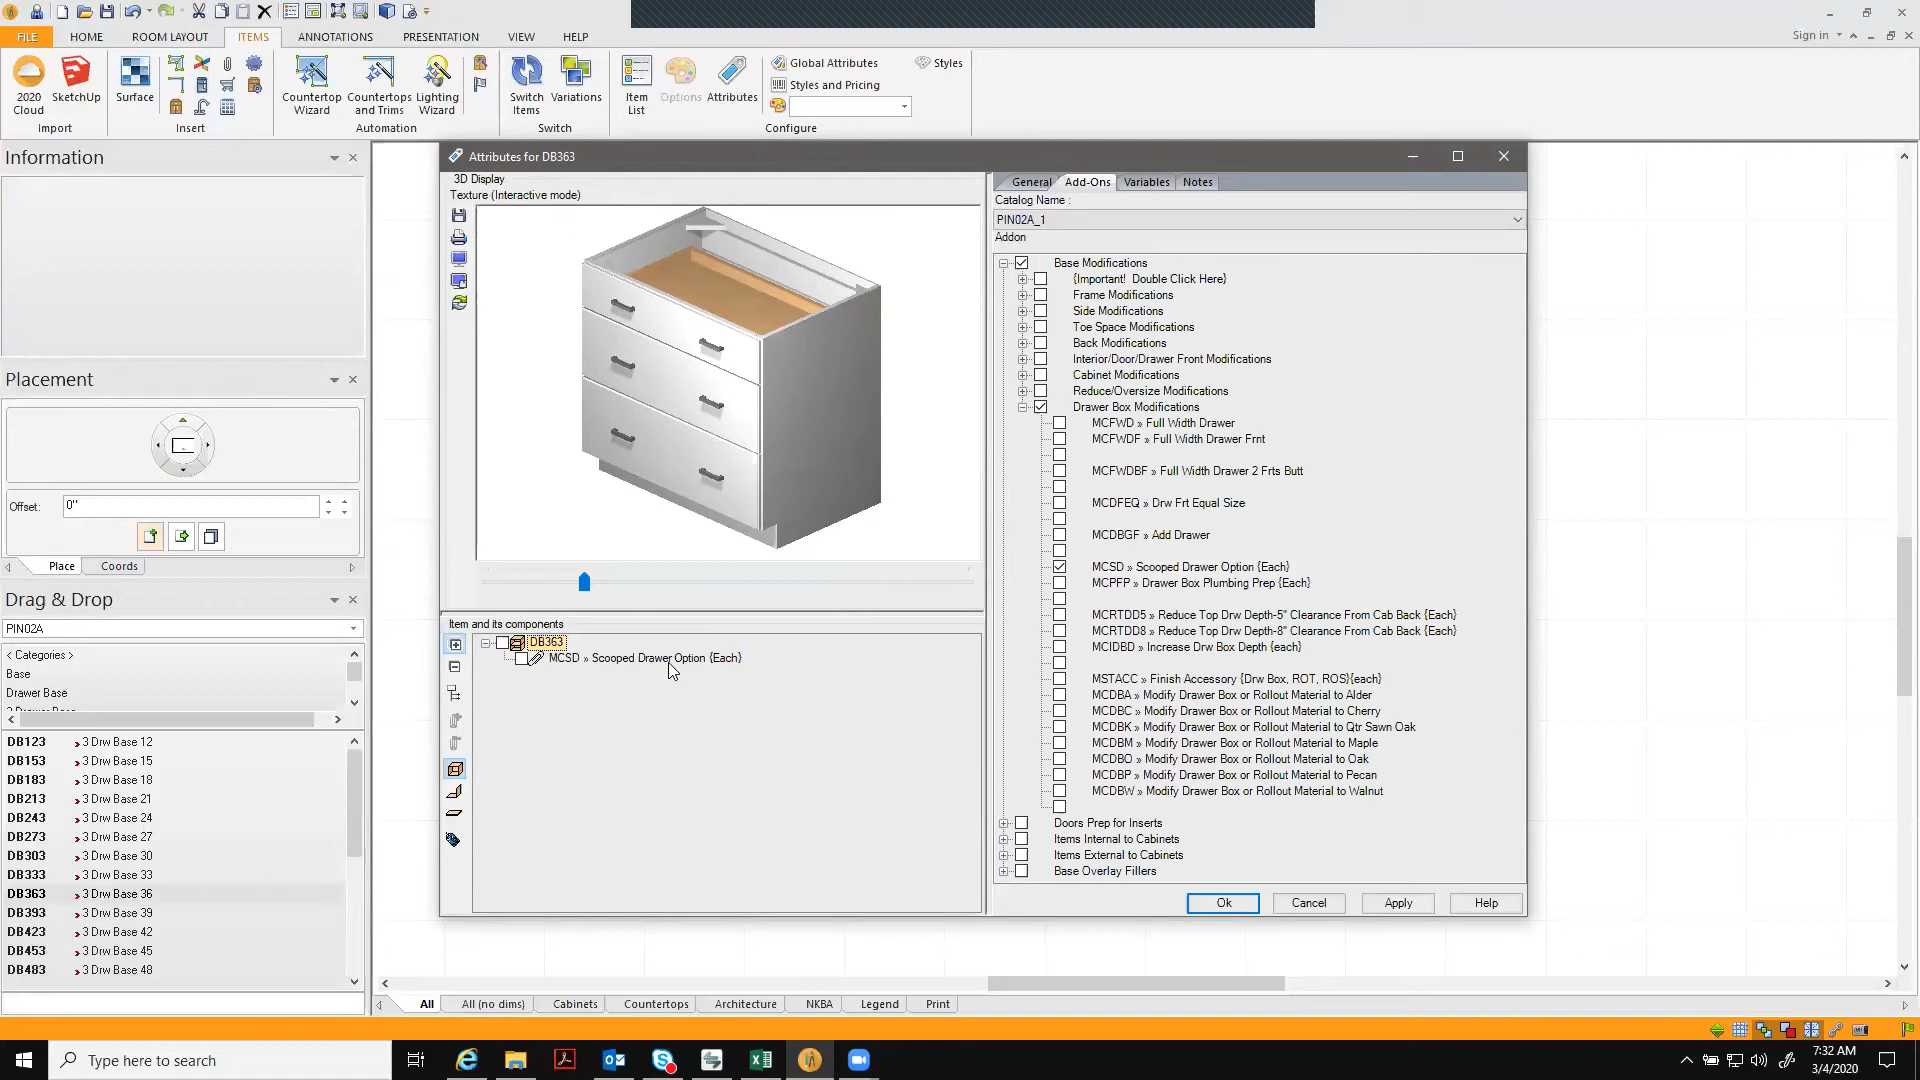 FILE HOME ROOM LAYOUT ITEMS ANNOTATIONS PRESENTATION VIEW HELP
Sign in
2020 Cloud
SketchUp
Import
Surface
Insert
Countertop Wizard
Countertops and Trims
Lighting Wizard
Automation
Switch Items
Variations
Switch
Item List
Options
Attributes
Global Attributes
Styles and Pricing
Styles
Configure
Information
Placement
Offset:
0"
Place
Coords
Drag & Drop
PIN02A
< Categories >
Base
Drawer Base
DB123 3 Drw Base 12
DB153 3 Drw Base 15
DB183 3 Drw Base 18
DB213 3 Drw Base 21
DB243 3 Drw Base 24
DB273 3 Drw Base 27
DB303 3 Drw Base 30
DB333 3 Drw Base 33
DB363 3 Drw Base 36
DB393 3 Drw Base 39
DB423 3 Drw Base 42
DB453 3 Drw Base 45
DB483 3 Drw Base 48
Attributes for DB363
3D Display
Texture (Interactive mode)
Item and its components
DB363
MCSD » Scooped Drawer Option {Each}
General Add-Ons Variables Notes
Catalog Name :
PIN02A_1
Addon
Base Modifications
{Important! Double Click Here}
Frame Modifications
Side Modifications
Toe Space Modifications
Back Modifications
Interior/Door/Drawer Front Modifications
Cabinet Modifications
Reduce/Oversize Modifications
Drawer Box Modifications
MCFWD » Full Width Drawer
MCFWDF » Full Width Drawer Frnt
MCFWDBF » Full Width Drawer 2 Frts Butt
MCDFEQ » Drw Frt Equal Size
MCDBGF » Add Drawer
MCSD » Scooped Drawer Option {Each}
MCPFP » Drawer Box Plumbing Prep {Each}
MCRTDD5 » Reduce Top Drw Depth-5" Clearance From Cab Back {Each}
MCRTDD8 » Reduce Top Drw Depth-8" Clearance From Cab Back {Each}
MCIDBD » Increase Drw Box Depth {each}
MSTACC » Finish Accessory {Drw Box, ROT, ROS}{each}
MCDBA » Modify Drawer Box or Rollout Material to Alder
MCDBC » Modify Drawer Box or Rollout Material to Cherry
MCDBK » Modify Drawer Box or Rollout Material to Qtr Sawn Oak
MCDBM » Modify Drawer Box or Rollout Material to Maple
MCDBO » Modify Drawer Box or Rollout Material to Oak
MCDBP » Modify Drawer Box or Rollout Material to Pecan
MCDBW » Modify Drawer Box or Rollout Material to Walnut
Doors Prep for Inserts
Items Internal to Cabinets
Items External to Cabinets
Base Overlay Fillers
Ok Cancel Apply Help
All All (no dims) Cabinets Countertops Architecture NKBA Legend Print
Type here to search
7:32 AM
3/4/2020